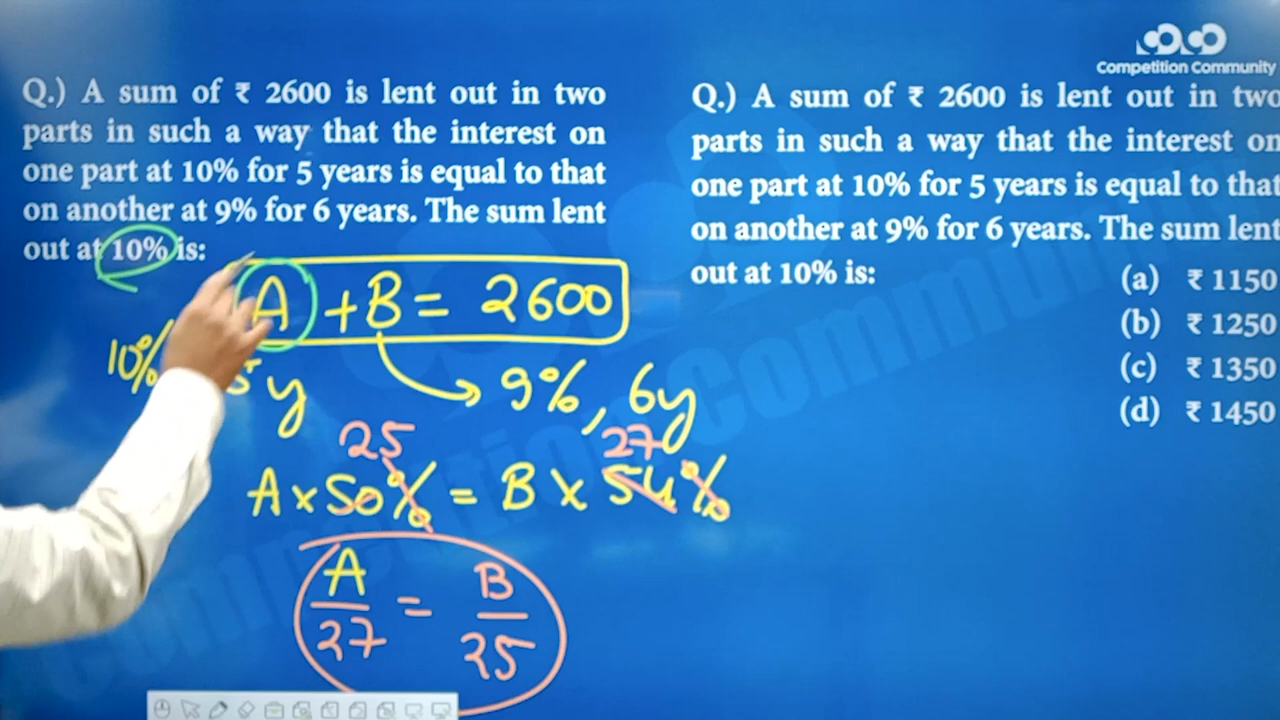 Competition Community
Q.) A sum of ₹ 2600 is lent out in two
parts in such a way that the interest on
one part at 10% for 5 years is equal to that
on another at 9% for 6 years. The sum lent
out at 10% is:
A + B = 2600
10%
5y
9%, 6y
25
27
A × 50% = B × 54%
A/27 = B/25
Q.) A sum of ₹ 2600 is lent out in two
parts in such a way that the interest on
one part at 10% for 5 years is equal to that
on another at 9% for 6 years. The sum lent
out at 10% is:
(a) ₹ 1150
(b) ₹ 1250
(c) ₹ 1350
(d) ₹ 1450